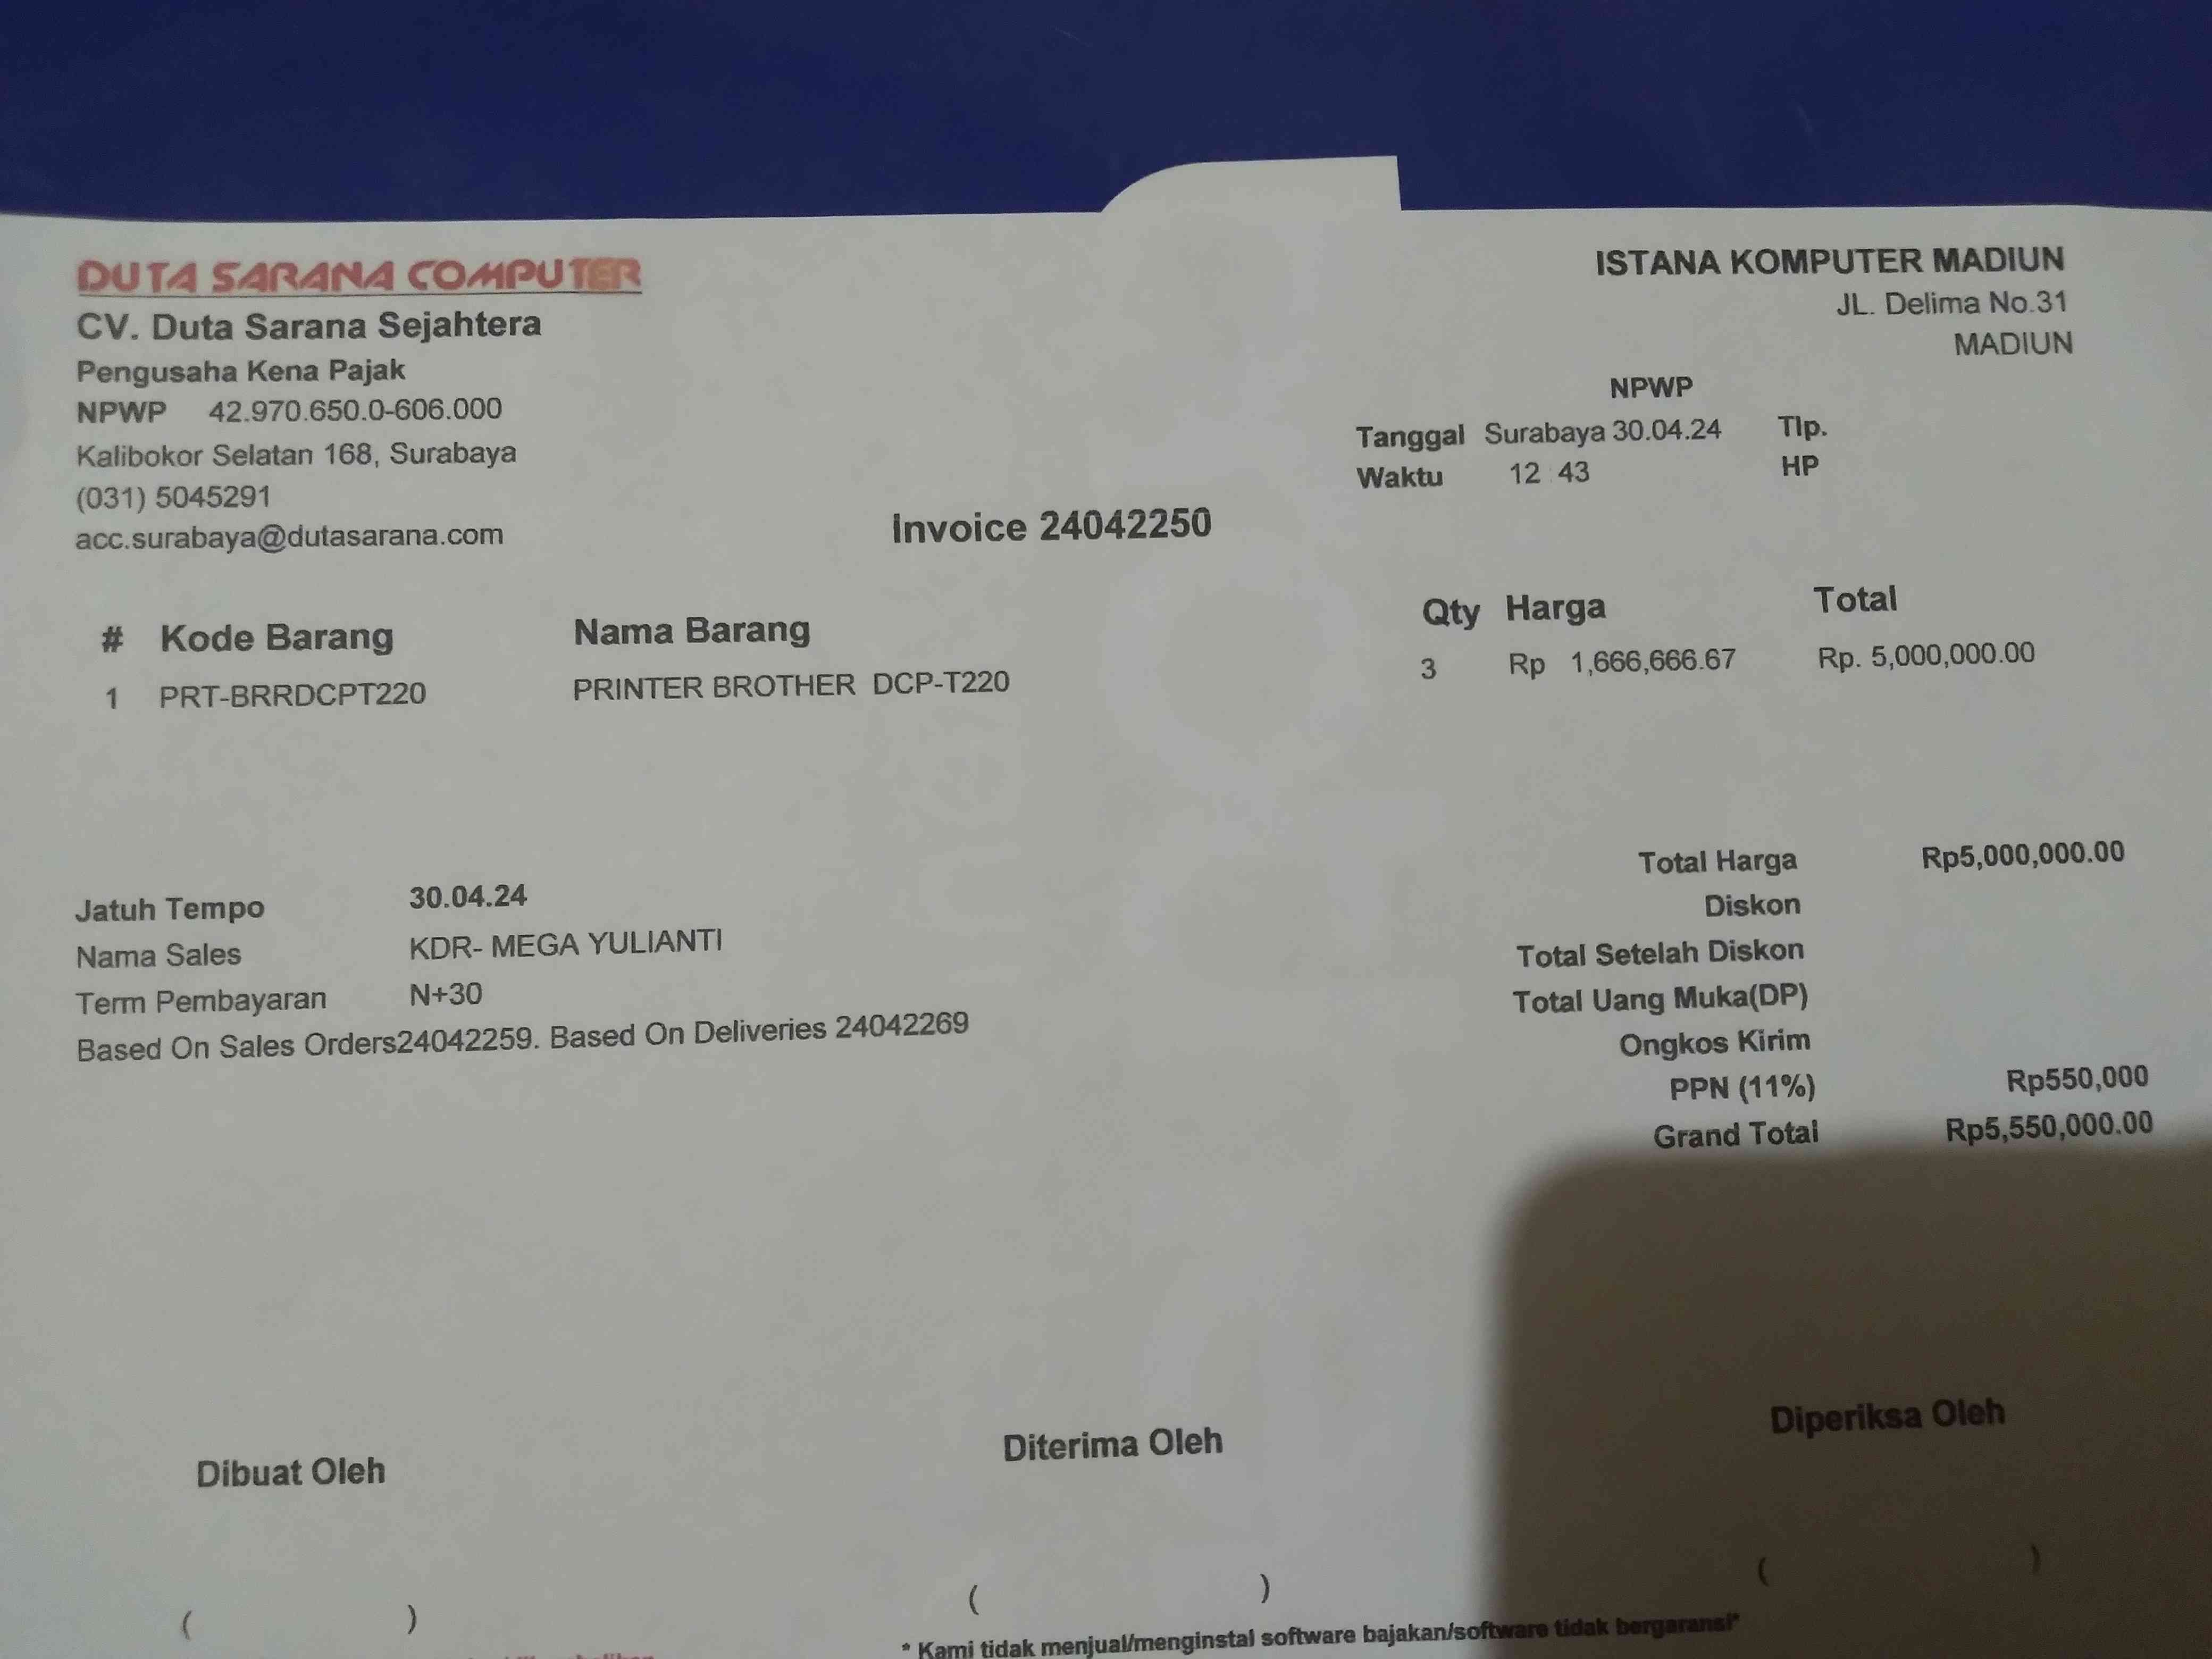 DUTA SARANA COMPUTER
CV. Duta Sarana Sejahtera
Pengusaha Kena Pajak
NPWP 42.970.650.0-606.000
Kalibokor Selatan 168, Surabaya
(031) 5045291
acc.surabaya@dutasarana.com
ISTANA KOMPUTER MADIUN
JL. Delima No.31
MADIUN
NPWP
Tanggal Surabaya 30.04.24 Tlp.
Waktu 12 : 43 HP
Invoice 24042250
# Kode Barang Nama Barang Qty Harga Total
1 PRT-BRRDCPT220 PRINTER BROTHER DCP-T220 3 Rp 1,666,666.67 Rp. 5,000,000.00
Jatuh Tempo 30.04.24
Nama Sales KDR- MEGA YULIANTI
Term Pembayaran N+30
Based On Sales Orders24042259. Based On Deliveries 24042269
Total Harga Rp5,000,000.00
Diskon
Total Setelah Diskon
Total Uang Muka(DP)
Ongkos Kirim
PPN (11%) Rp550,000
Grand Total Rp5,550,000.00
Dibuat Oleh Diterima Oleh Diperiksa Oleh
( ) ( ) ( )
* Kami tidak menjual/menginstal software bajakan/software tidak bergaransi*